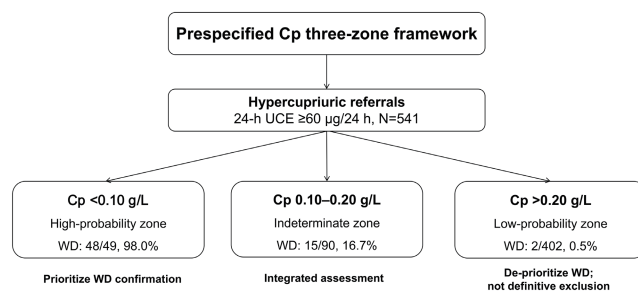 Prespecified Cp three-zone framework
Hypercupriuric referrals
24-h UCE ≥60 µg/24 h, N=541
Cp <0.10 g/L
High-probability zone
WD: 48/49, 98.0%
Prioritize WD confirmation
Cp 0.10–0.20 g/L
Indeterminate zone
WD: 15/90, 16.7%
Integrated assessment
Cp >0.20 g/L
Low-probability zone
WD: 2/402, 0.5%
De-prioritize WD;
not definitive exclusion